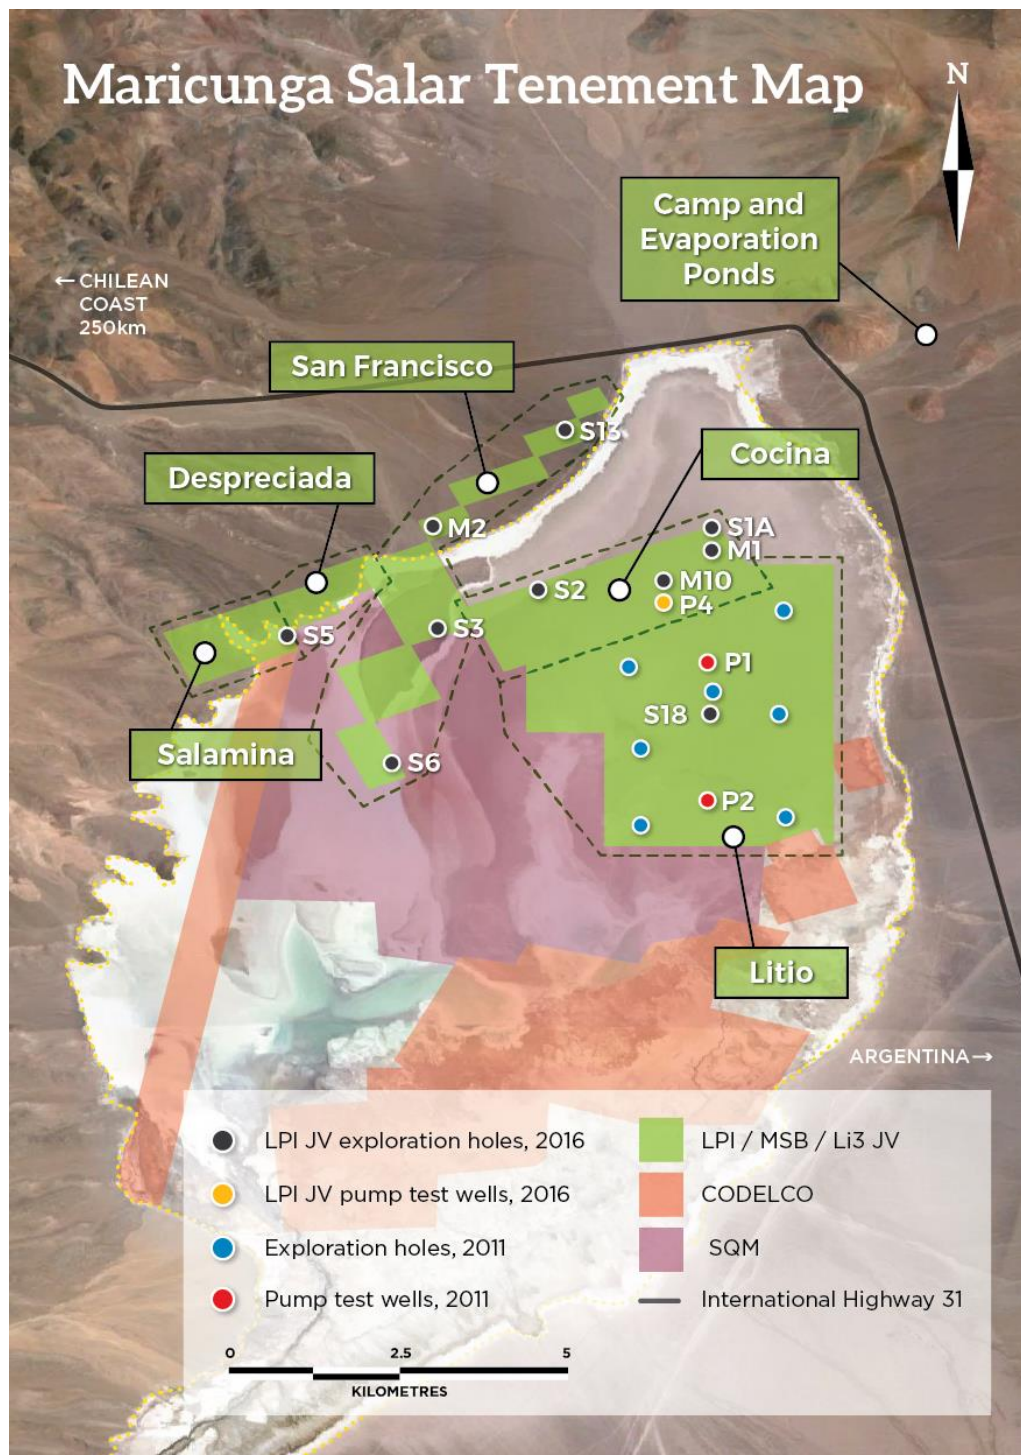 Maricunga Salar Tenement Map
N
Camp and
Evaporation
Ponds
← CHILEAN
COAST
250km
San Francisco
S13
Cocina
Despreciada
M2
S1A
M1
M10
S2
P4
S3
S5
P1
S18
Salamina
S6
P2
Litio
ARGENTINA →
LPI JV exploration holes, 2016
LPI JV pump test wells, 2016
Exploration holes, 2011
Pump test wells, 2011
LPI / MSB / Li3 JV
CODELCO
SQM
International Highway 31
0 2.5 5
KILOMETRES